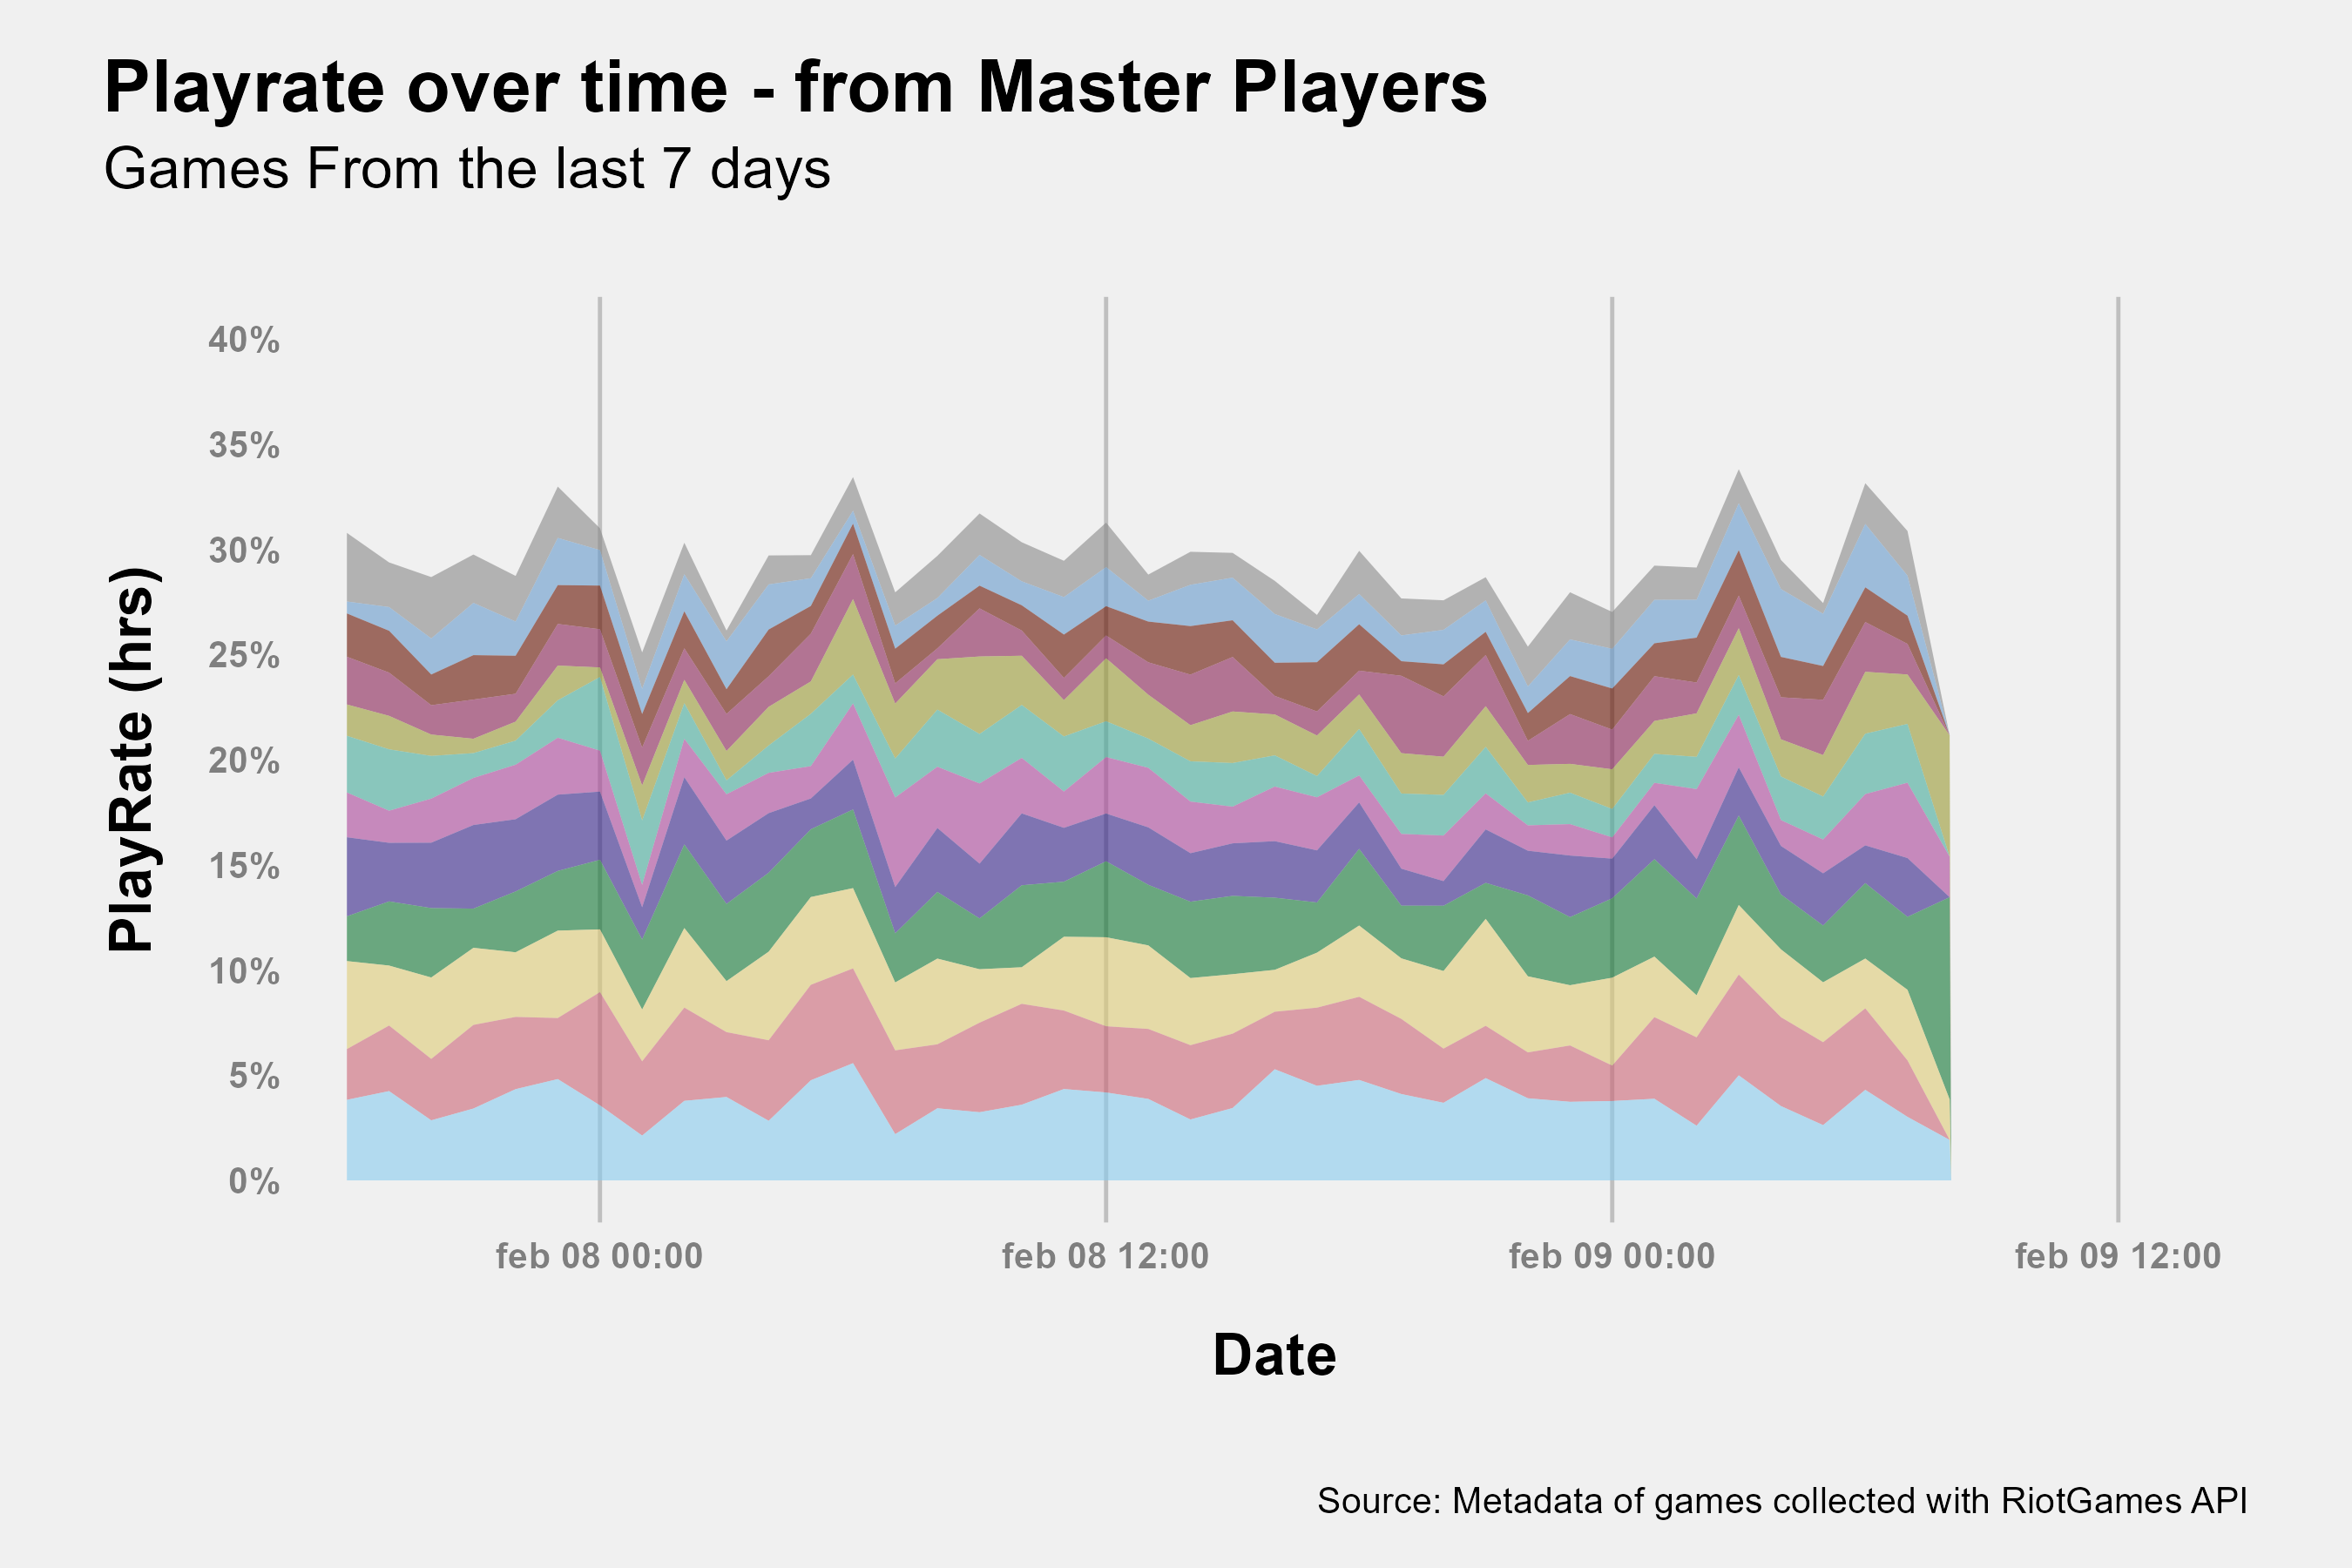 Playrate over time - from Master Players
Games From the last 7 days
40%
35%
30%
25%
20%
15%
10%
5%
0%
PlayRate (hrs)
feb 08 00:00
feb 08 12:00
feb 09 00:00
feb 09 12:00
Date
Source: Metadata of games collected with RiotGames API